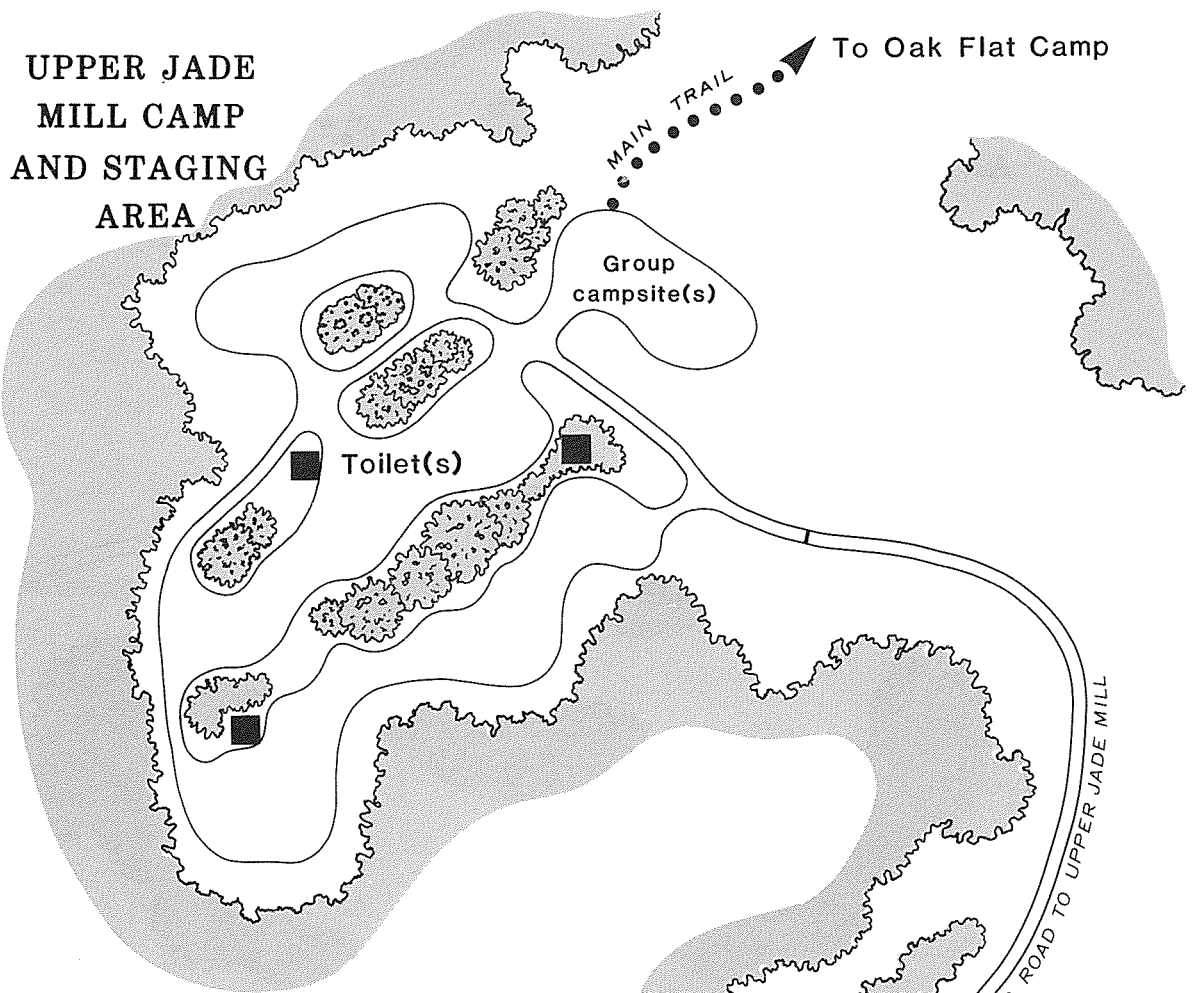 UPPER JADE
MILL CAMP
AND STAGING
AREA
To Oak Flat Camp
MAIN TRAIL
Group
campsite(s)
Toilet(s)
ROAD TO UPPER JADE MILL